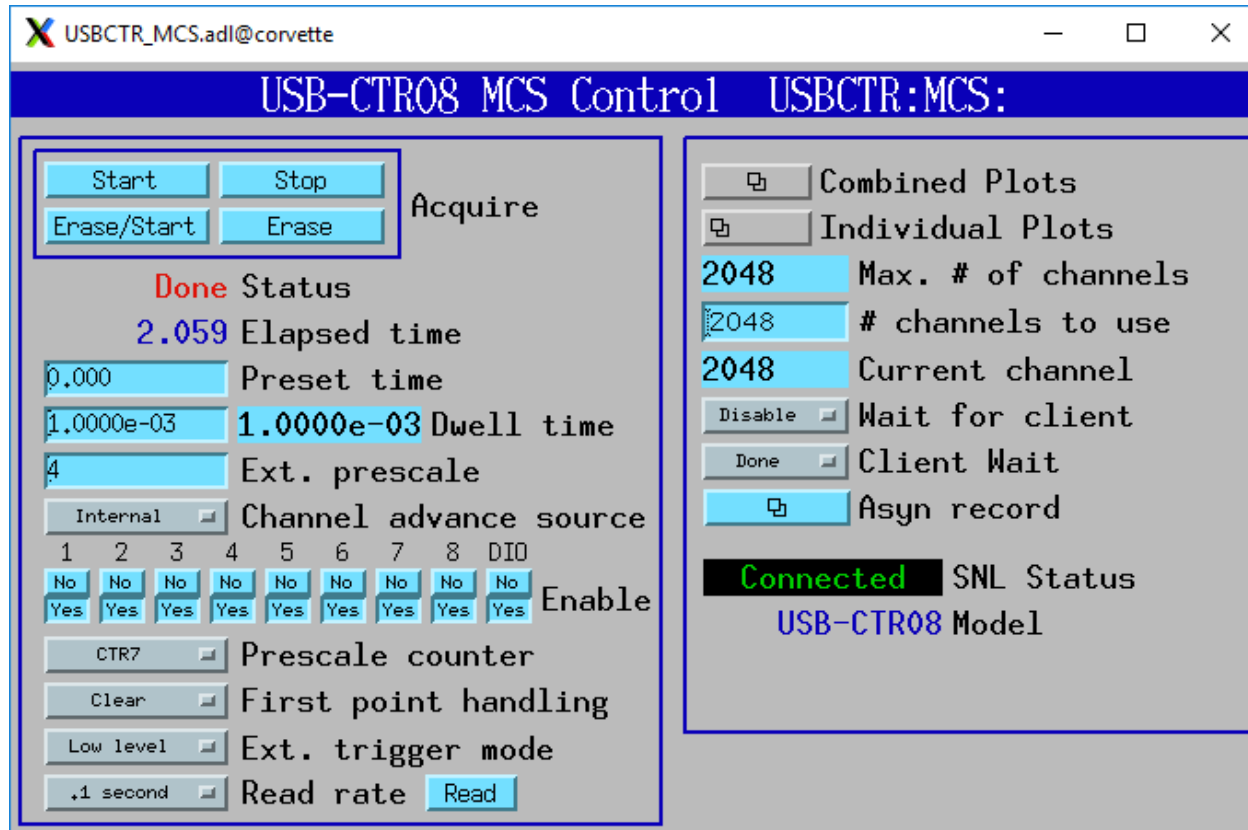 USBCTR_MCS.adl@corvette
USB-CTR08 MCS Control USBCTR:MCS:
Start Stop
Erase/Start Erase
Acquire
Done Status
2.059 Elapsed time
0.000 Preset time
1.0000e-03 1.0000e-03 Dwell time
4 Ext. prescale
Internal Channel advance source
1 2 3 4 5 6 7 8 DIO
No No No No No No No No No
Yes Yes Yes Yes Yes Yes Yes Yes Yes
Enable
CTR7 Prescale counter
Clear First point handling
Low level Ext. trigger mode
.1 second Read rate Read
Combined Plots
Individual Plots
2048 Max. # of channels
2048 # channels to use
2048 Current channel
Disable Wait for client
Done Client Wait
Asyn record
Connected SNL Status
USB-CTR08 Model